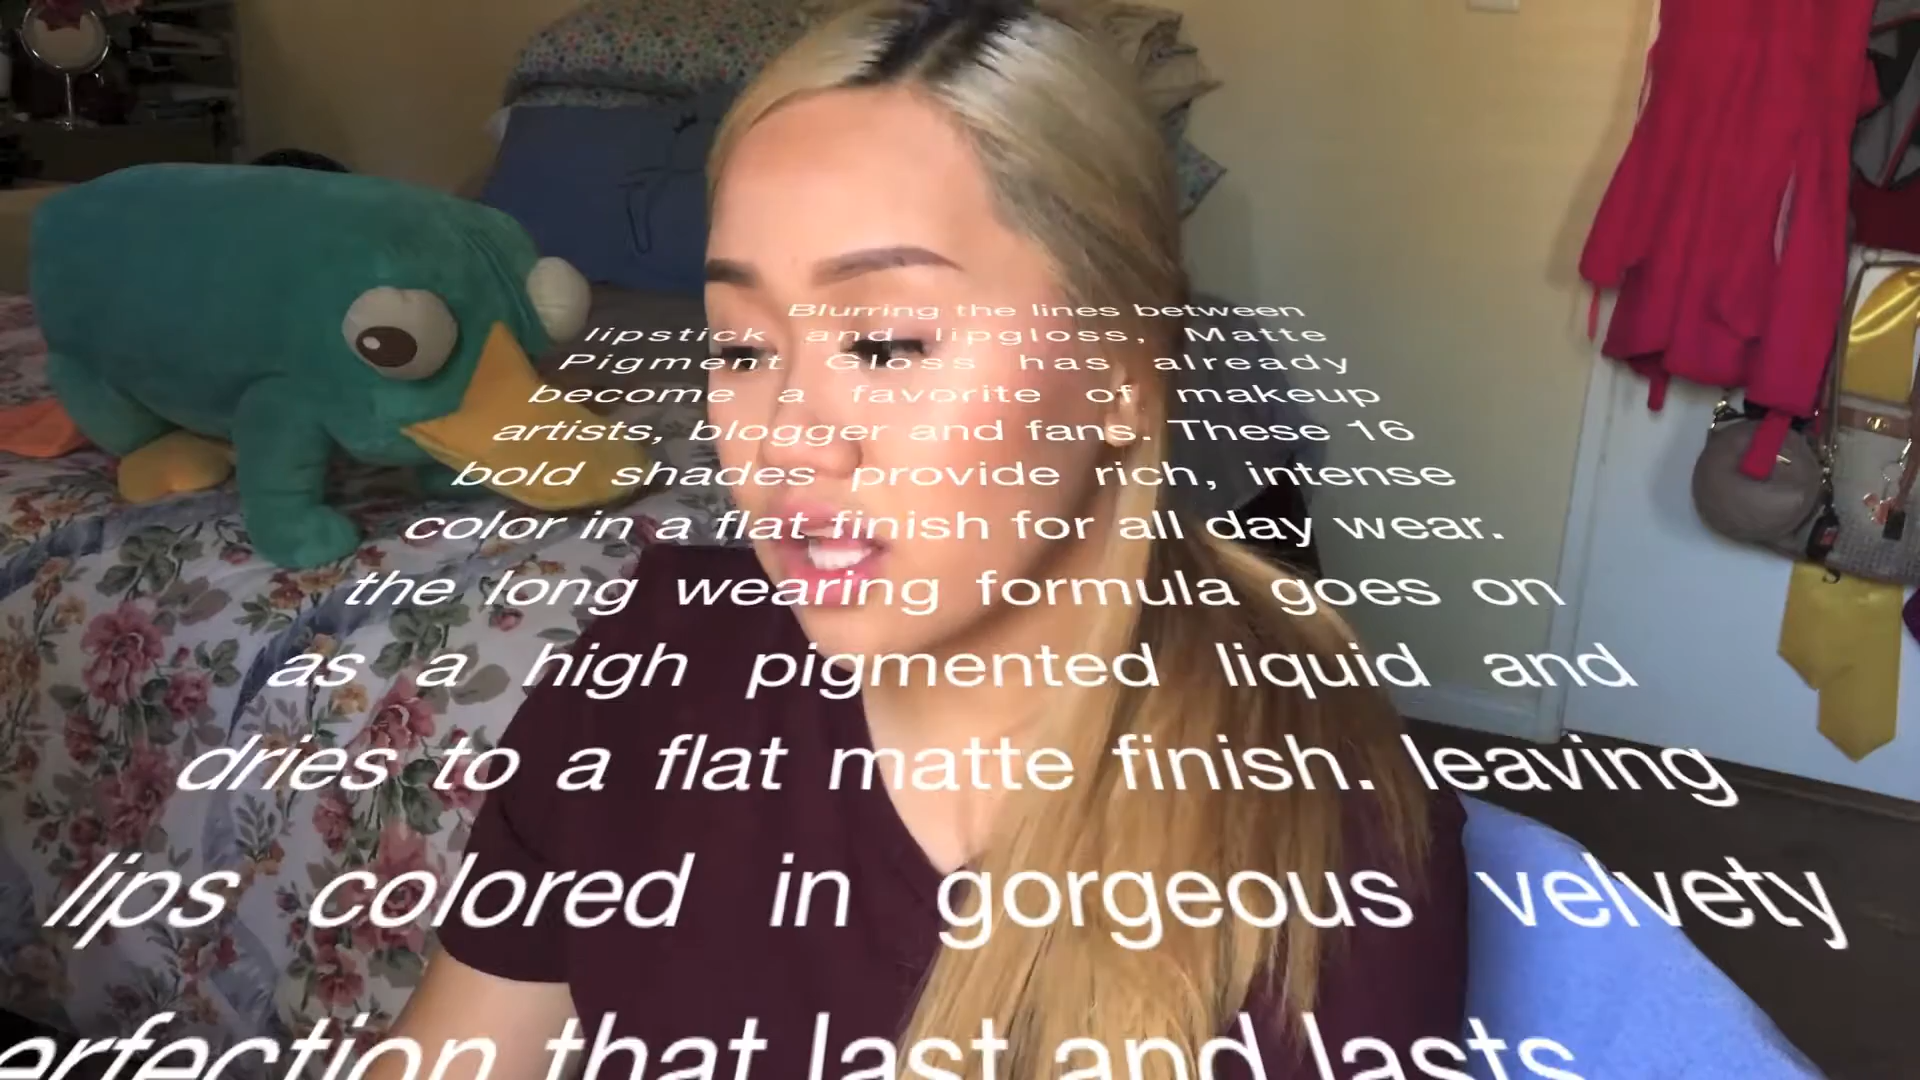 Blurring the lines between
lipstick and lipgloss, Matte
Pigment Gloss has already
become a favorite of makeup
artists, blogger and fans. These 16
bold shades provide rich, intense
color in a flat finish for all day wear.
the long wearing formula goes on
as a high pigmented liquid and
dries to a flat matte finish. leaving
lips colored in gorgeous velvety
erfection that last and lasts.